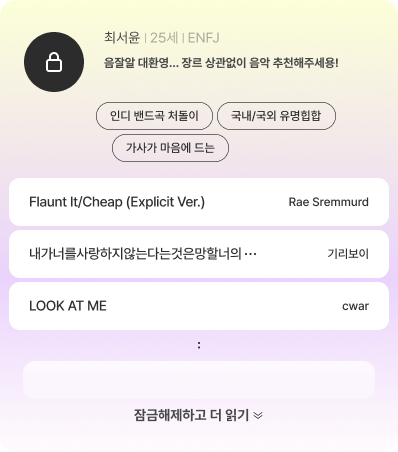 최서윤 | 25세 | ENFJ
음잘알 대환영... 장르 상관없이 음악 추천해주세용!
인디 밴드곡 처돌이
국내/국외 유명힙합
가사가 마음에 드는
Flaunt It/Cheap (Explicit Ver.)
Rae Sremmurd
내가너를사랑하지않는다는것은망할너의 ···
기리보이
LOOK AT ME
cwar
:
잠금해제하고 더 읽기